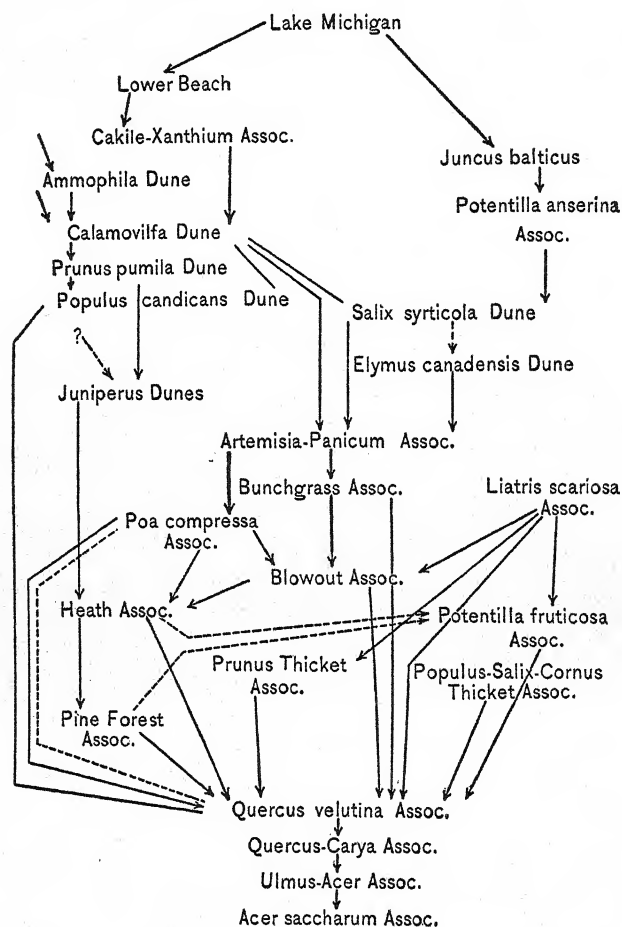 Lake Michigan
Lower Beach
Cakile-Xanthium Assoc.
Juncus balticus
Ammophila Dune
Potentilla anserina
Assoc.
Calamovilfa Dune
Prunus pumila Dune
Populus candicans Dune
Salix syrticola Dune
?
Elymus canadensis Dune
Juniperus Dunes
Artemisia-Panicum Assoc.
Bunchgrass Assoc.
Liatris scariosa
Assoc.
Poa compressa
Assoc.
Blowout Assoc.
Heath Assoc.
Potentilla fruticosa
Assoc.
Prunus Thicket
Assoc.
Populus-Salix-Cornus
Thicket Assoc.
Pine Forest
Assoc.
Quercus velutina Assoc.
Quercus-Carya Assoc.
Ulmus-Acer Assoc.
Acer saccharum Assoc.